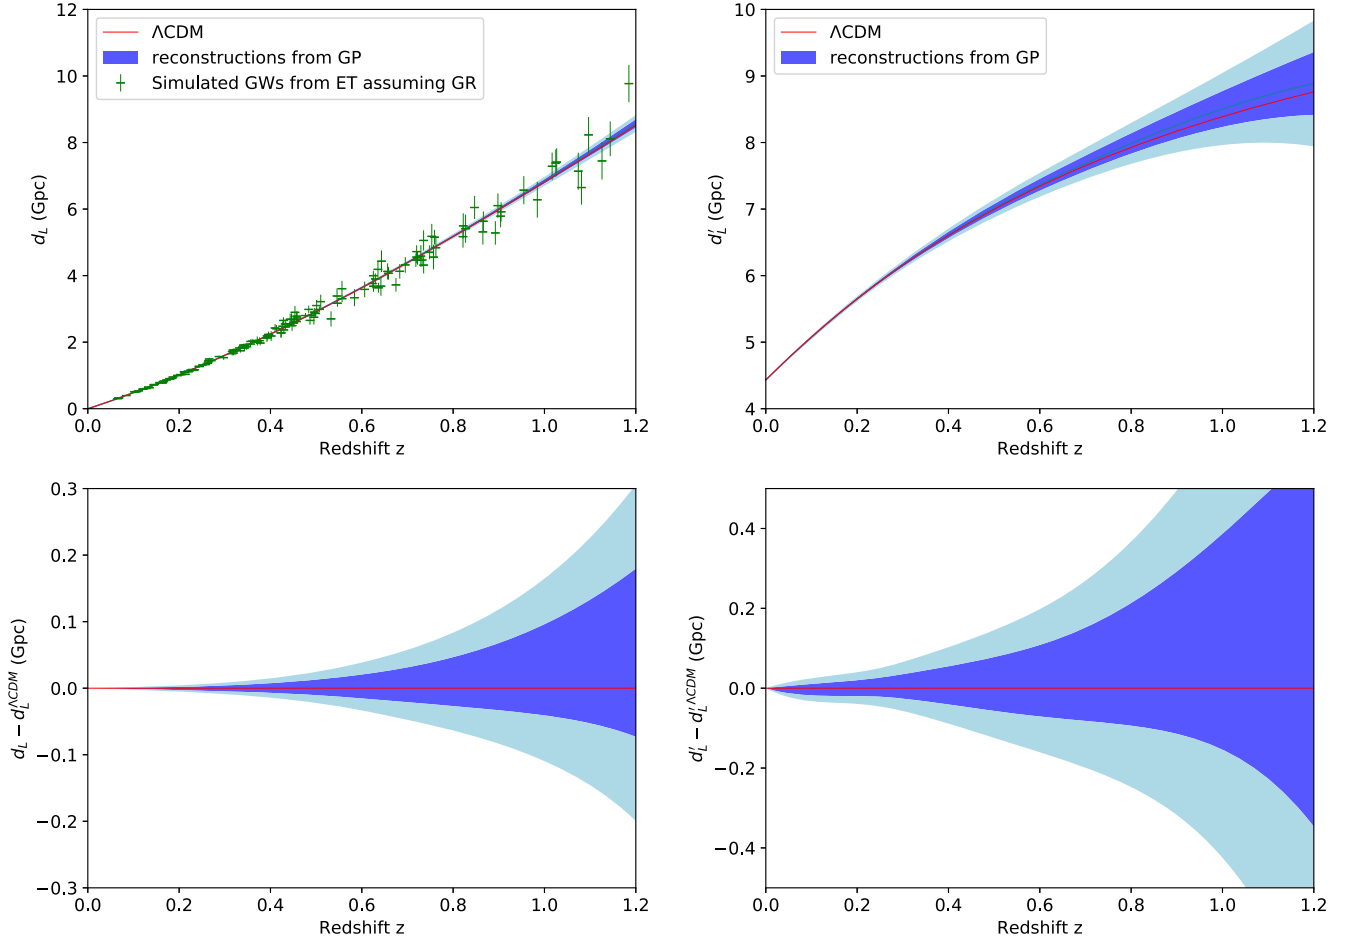 12
10
8
6
4
2
0
d_L (Gpc)
ΛCDM
reconstructions from GP
Simulated GWs from ET assuming GR
0.0 0.2 0.4 0.6 0.8 1.0 1.2
Redshift z
10
9
8
7
6
5
4
d′_L (Gpc)
ΛCDM
reconstructions from GP
0.0 0.2 0.4 0.6 0.8 1.0 1.2
Redshift z
0.3
0.2
0.1
0.0
−0.1
−0.2
−0.3
d_L − d_L^ΛCDM (Gpc)
0.0 0.2 0.4 0.6 0.8 1.0 1.2
Redshift z
0.4
0.2
0.0
−0.2
−0.4
d′_L − d′_L^ΛCDM (Gpc)
0.0 0.2 0.4 0.6 0.8 1.0 1.2
Redshift z